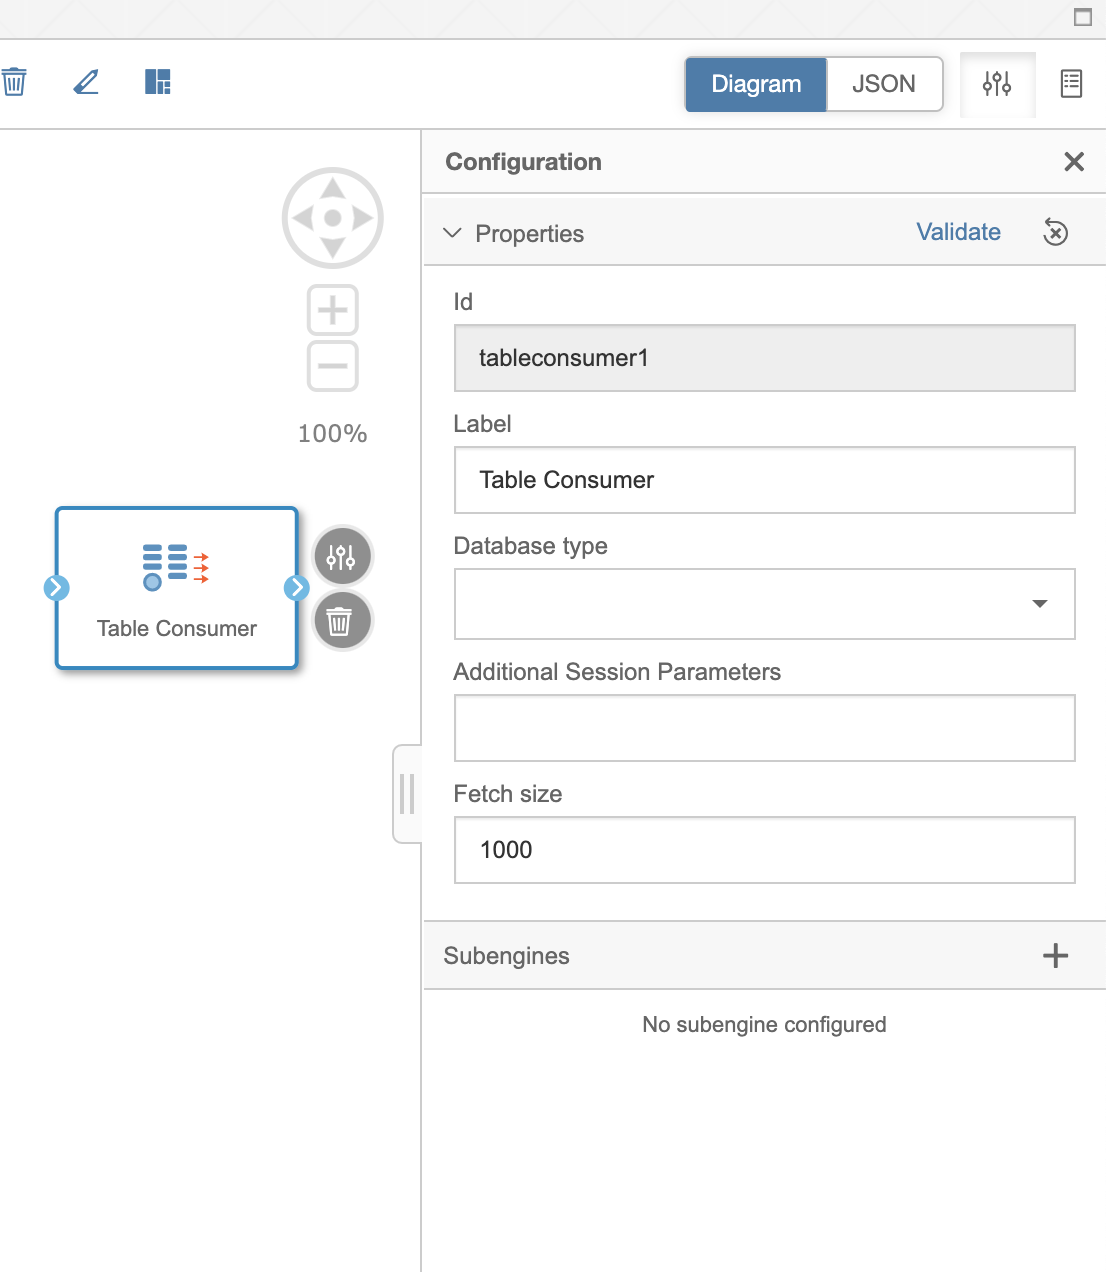 Diagram
JSON
Configuration
Properties
Validate
Id
tableconsumer1
Label
Table Consumer
Database type
Additional Session Parameters
Fetch size
1000
Subengines
No subengine configured
100%
Table Consumer